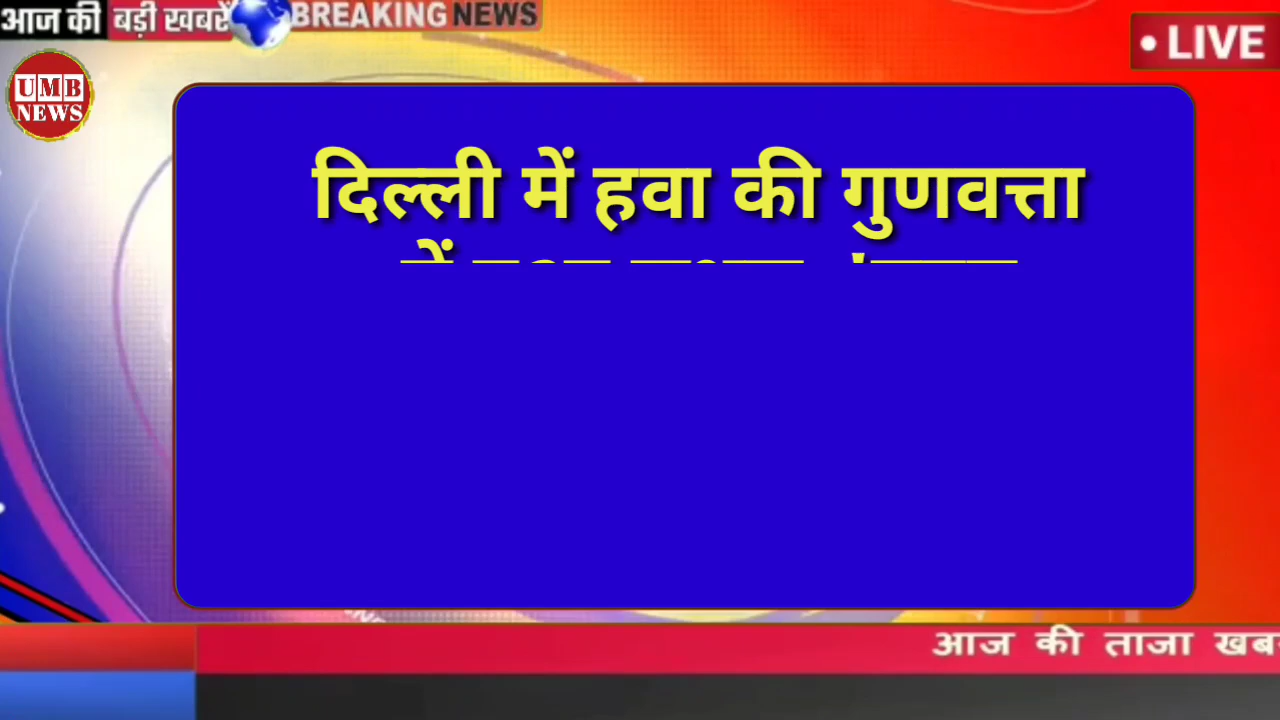 आज की बड़ी खबरें
BREAKING NEWS
• LIVE
UMB
NEWS
दिल्ली में हवा की गुणवत्ता
आज की ताजा